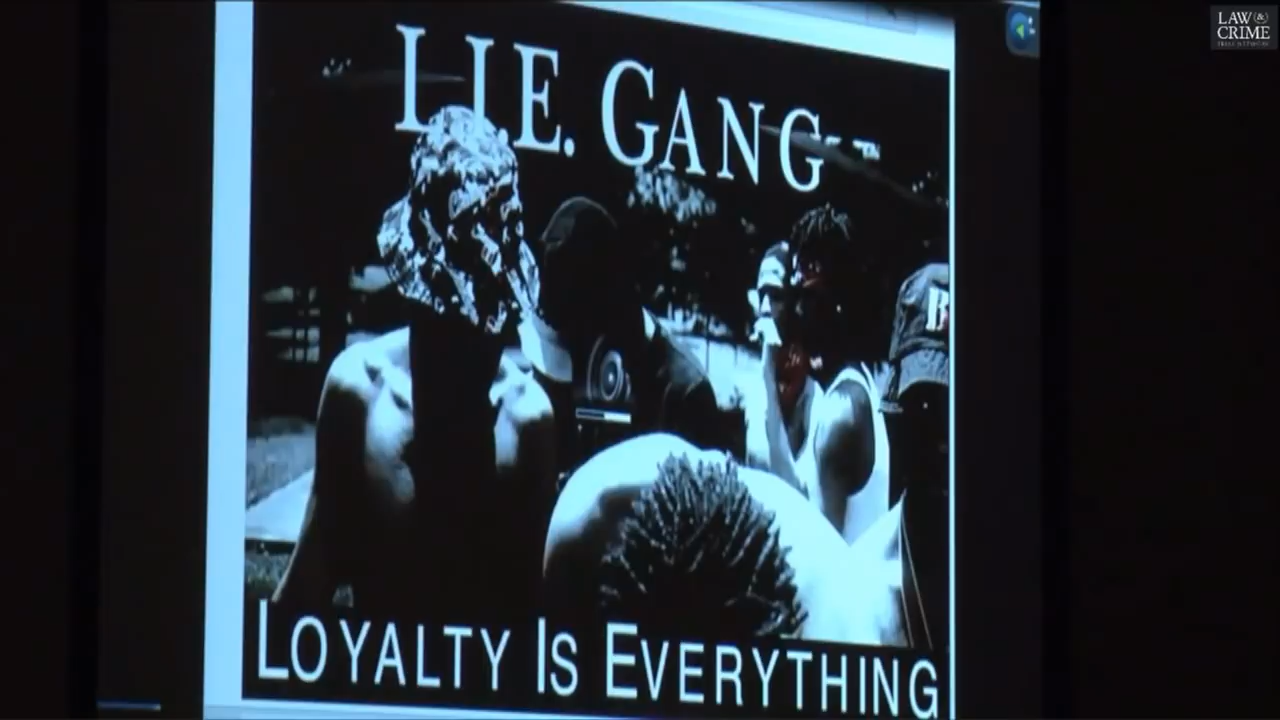 LAW &
CRIME
L.I.E. GANG
B
LOYALTY IS EVERYTHING